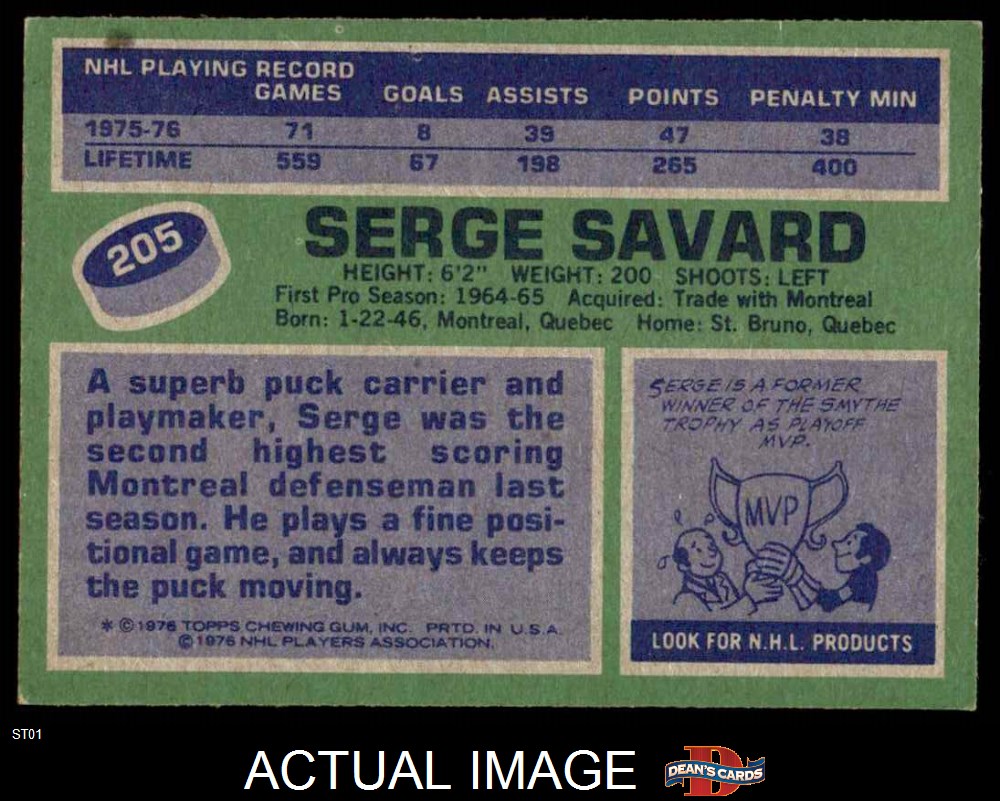 NHL PLAYING RECORD
GAMES GOALS ASSISTS POINTS PENALTY MIN
1975-76 71 8 39 47 38
LIFETIME 559 67 198 265 400
205
SERGE SAVARD
HEIGHT: 6'2" WEIGHT: 200 SHOOTS: LEFT
First Pro Season: 1964-65 Acquired: Trade with Montreal
Born: 1-22-46, Montreal, Quebec Home: St. Bruno, Quebec
A superb puck carrier and
playmaker, Serge was the
second highest scoring
Montreal defenseman last
season. He plays a fine posi-
tional game, and always keeps
the puck moving.
* © 1976 TOPPS CHEWING GUM, INC. PRTD. IN U.S.A.
© 1976 NHL PLAYERS ASSOCIATION.
SERGE IS A FORMER
WINNER OF THE SMYTHE
TROPHY AS PLAYOFF
MVP.
MVP
LOOK FOR N.H.L. PRODUCTS
ST01
ACTUAL IMAGE
DEAN'S CARDS